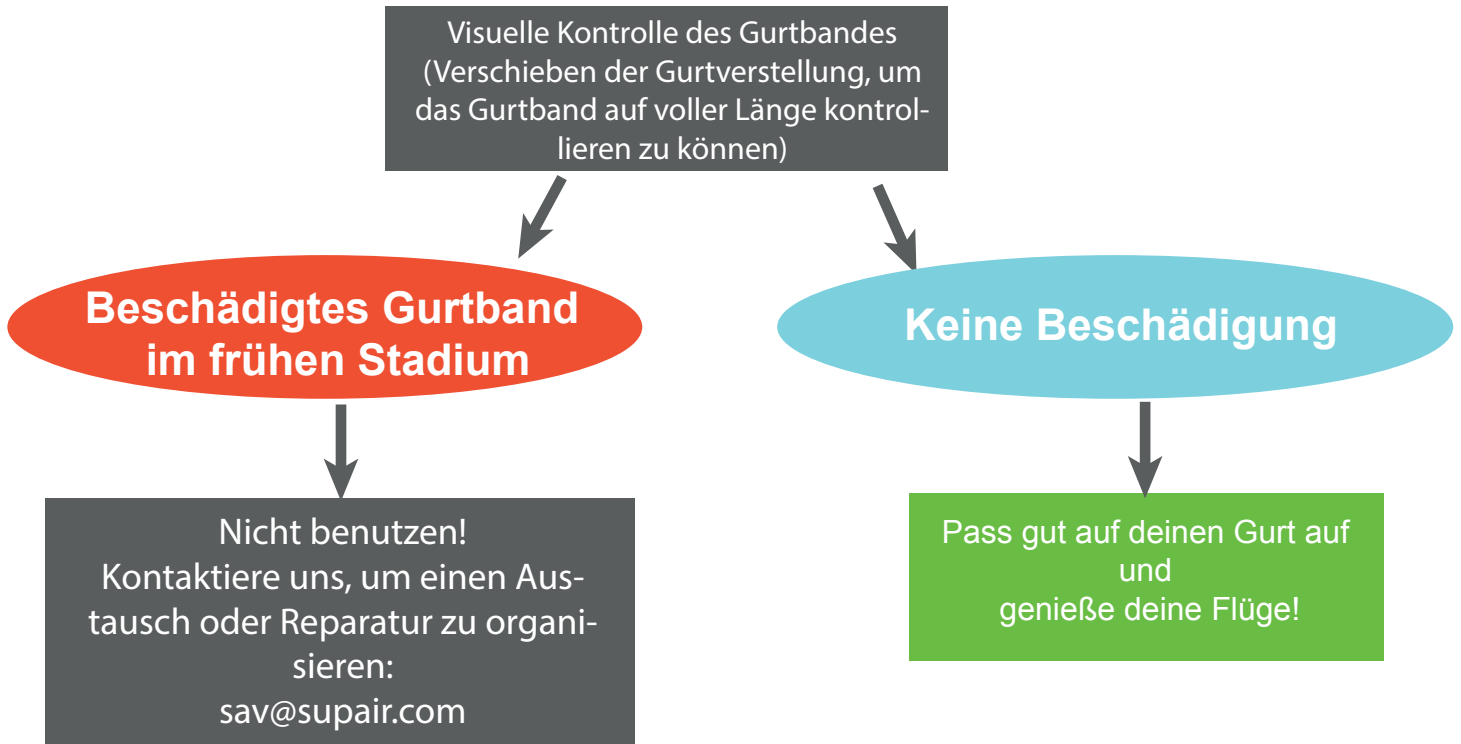 Visuelle Kontrolle des Gurtbandes
(Verschieben der Gurtverstellung, um
das Gurtband auf voller Länge kontrol-
lieren zu können)
Beschädigtes Gurtband
im frühen Stadium
Keine Beschädigung
Nicht benutzen!
Kontaktiere uns, um einen Aus-
tausch oder Reparatur zu organi-
sieren:
sav@supair.com
Pass gut auf deinen Gurt auf
und
genieße deine Flüge!